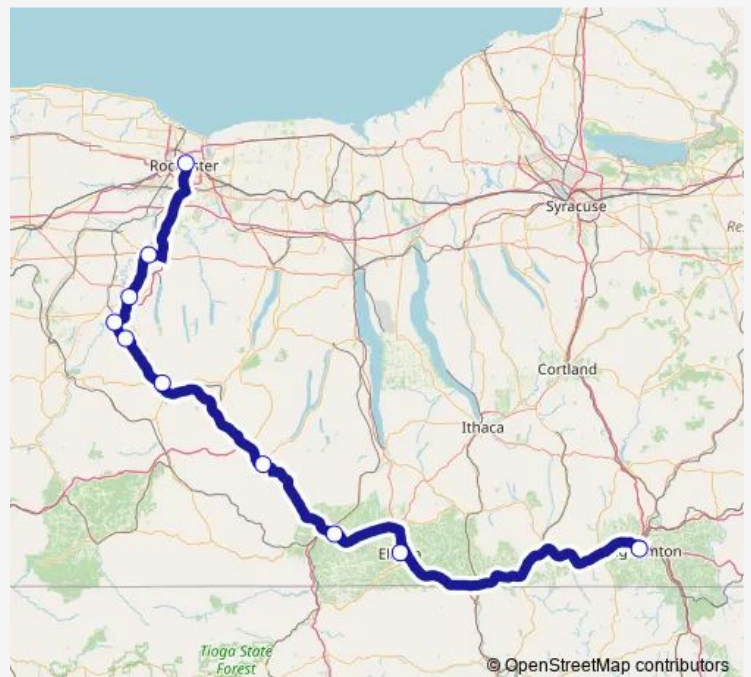 Rochester
Syracuse
Cortland
Ithaca
Tioga State
Forest
© OpenStreetMap contributors